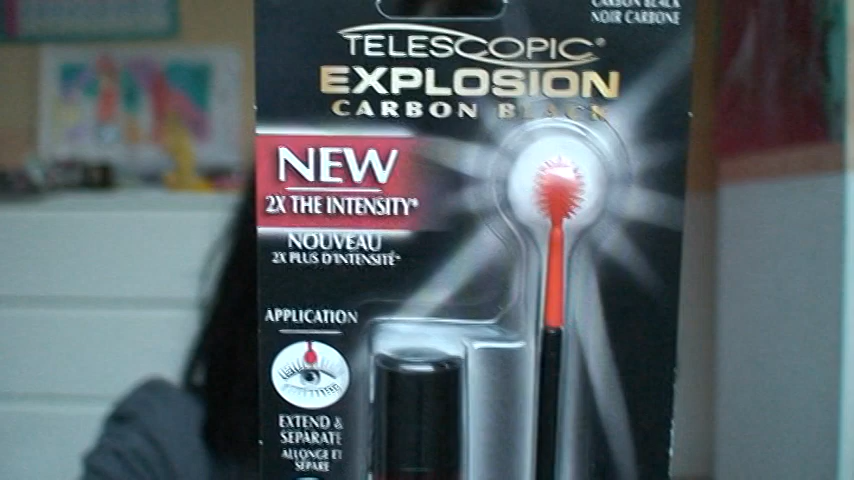 CARBON BLACK
NOIR CARBONE
TELESCOPIC®
EXPLOSION
CARBON BLACK
NEW
2X THE INTENSITY*
NOUVEAU
2X PLUS D'INTENSITÉ*
APPLICATION
EXTEND &
SEPARATE
ALLONGE ET
SÉPARE